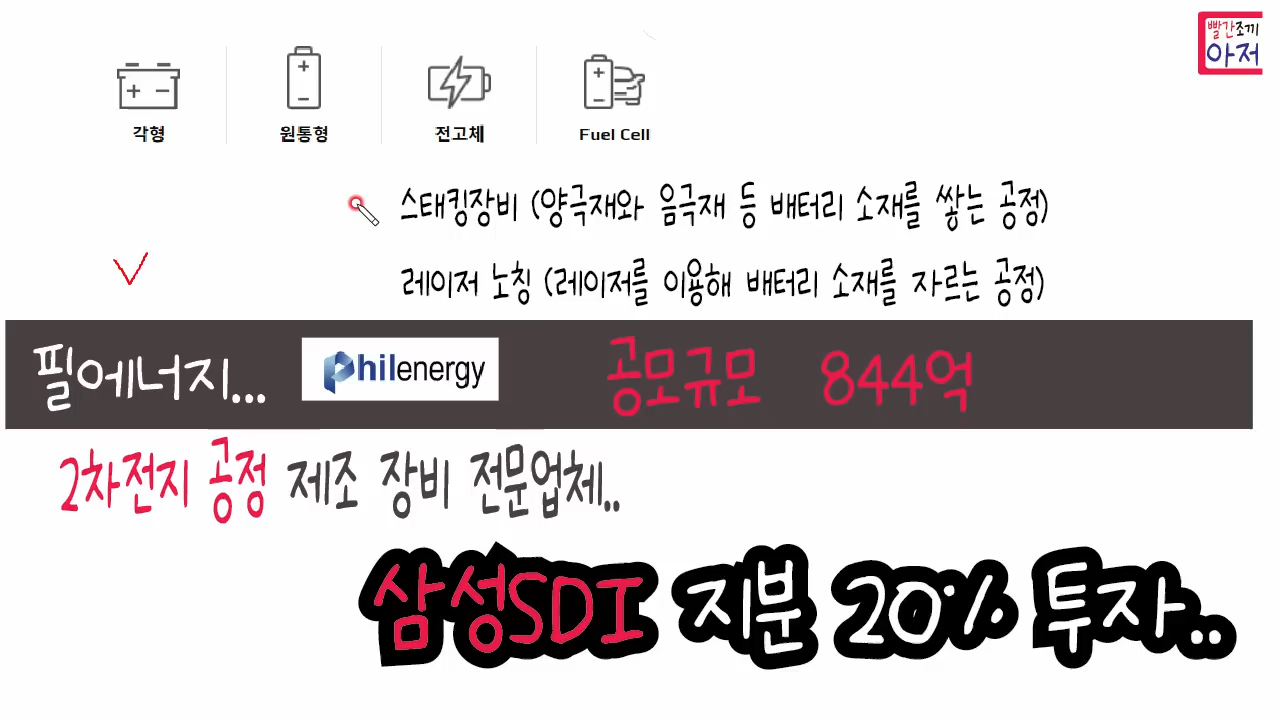 빨간조끼
아저
각형
원통형
전고체
Fuel Cell
스태킹장비 (양극재와 음극재 등 배터리 소재를 쌓는 공정)
레이저 노칭 (레이저를 이용해 배터리 소재를 자르는 공정)
필에너지... Philenergy 공모규모 844억
2차전지 공정 제조 장비 전문업체..
삼성SDI 지분 20% 투자..